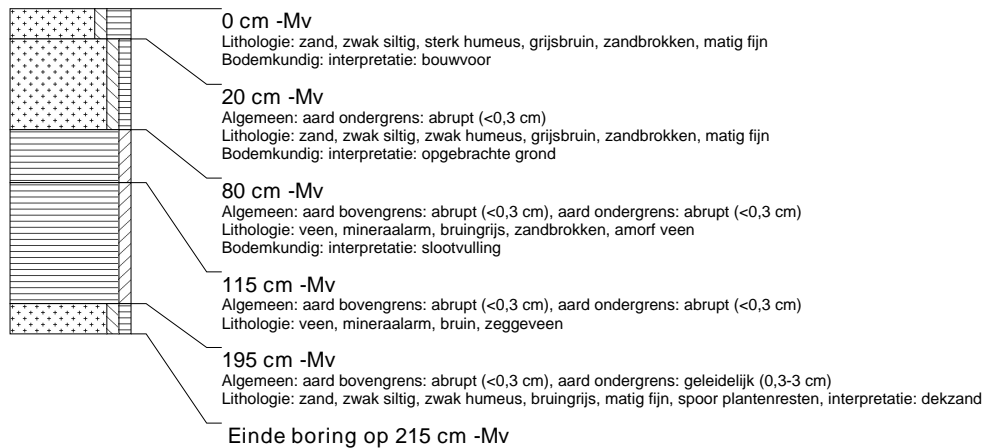 0 cm -Mv
Lithologie: zand, zwak siltig, sterk humeus, grijsbruin, zandbrokken, matig fijn
Bodemkundig: interpretatie: bouwvoor
20 cm -Mv
Algemeen: aard ondergrens: abrupt (<0,3 cm)
Lithologie: zand, zwak siltig, zwak humeus, grijsbruin, zandbrokken, matig fijn
Bodemkundig: interpretatie: opgebrachte grond
80 cm -Mv
Algemeen: aard bovengrens: abrupt (<0,3 cm), aard ondergrens: abrupt (<0,3 cm)
Lithologie: veen, mineraalarm, bruingrijs, zandbrokken, amorf veen
Bodemkundig: interpretatie: slootvulling
115 cm -Mv
Algemeen: aard bovengrens: abrupt (<0,3 cm), aard ondergrens: abrupt (<0,3 cm)
Lithologie: veen, mineraalarm, bruin, zeggeveen
195 cm -Mv
Algemeen: aard bovengrens: abrupt (<0,3 cm), aard ondergrens: geleidelijk (0,3-3 cm)
Lithologie: zand, zwak siltig, zwak humeus, bruingrijs, matig fijn, spoor plantenresten, interpretatie: dekzand
Einde boring op 215 cm -Mv